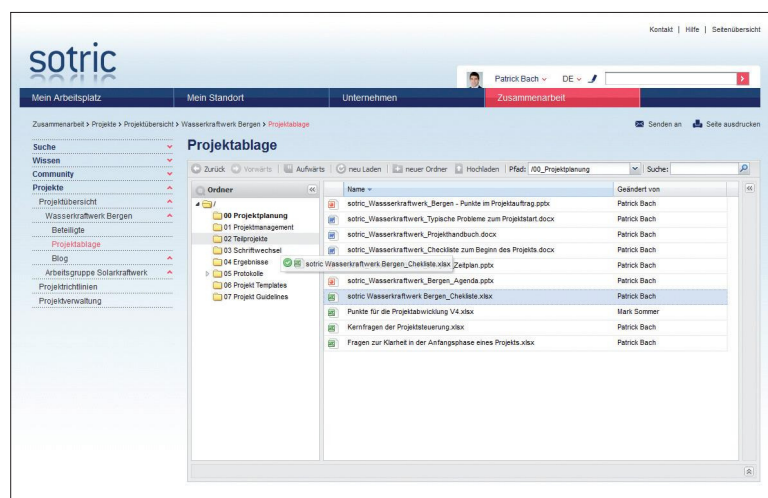 Kontakt | Hilfe | Seitenübersicht
sotric
Patrick Bach DE
Mein Arbeitsplatz Mein Standort Unternehmen Zusammenarbeit
Zusammenarbeit > Projekte > Projektübersicht > Wasserkraftwerk Bergen > Projektablage Senden an Seite ausdrucken
Suche
Wissen
Community
Projekte
Projektübersicht
Wasserkraftwerk Bergen
Beteiligte
Projektablage
Blog
Arbeitsgruppe Solarkraftwerk
Projektrichtlinien
Projektverwaltung
Projektablage
Zurück Vorwärts Aufwärts neu Laden neuer Ordner Hochladen Pfad: /00_Projektplanung Suche:
Ordner
/
00 Projektplanung
01 Projektmanagement
02 Teilprojekte
03 Schriftwechsel
04 Ergebnisse
05 Protokolle
06 Projekt Templates
07 Projekt Guidelines
sotric Wasserkraftwerk Bergen_Chekliste.xlsx
Name Geändert von
sotric_Wassserkraftwerk_Bergen - Punkte im Projektauftrag.pptx Patrick Bach
sotric_Wasserkraftwerk_Typische Probleme zum Projektstart.docx Patrick Bach
sotric_Wasserkraftwerk_Projekthandbuch.docx Patrick Bach
sotric_Wasserkraftwerk_Checkliste zum Beginn des Projekts.docx Patrick Bach
Zeitplan.pptx Patrick Bach
sotric_Wasserkraftwerk_Bergen_Agenda.pptx Patrick Bach
sotric Wasserkraftwerk Bergen_Chekliste.xlsx Patrick Bach
Punkte für die Projektabwicklung V4.xlsx Mark Sommer
Kernfragen der Projektsteuerung.xlsx Patrick Bach
Fragen zur Klarheit in der Anfangsphase eines Projekts.xlsx Patrick Bach